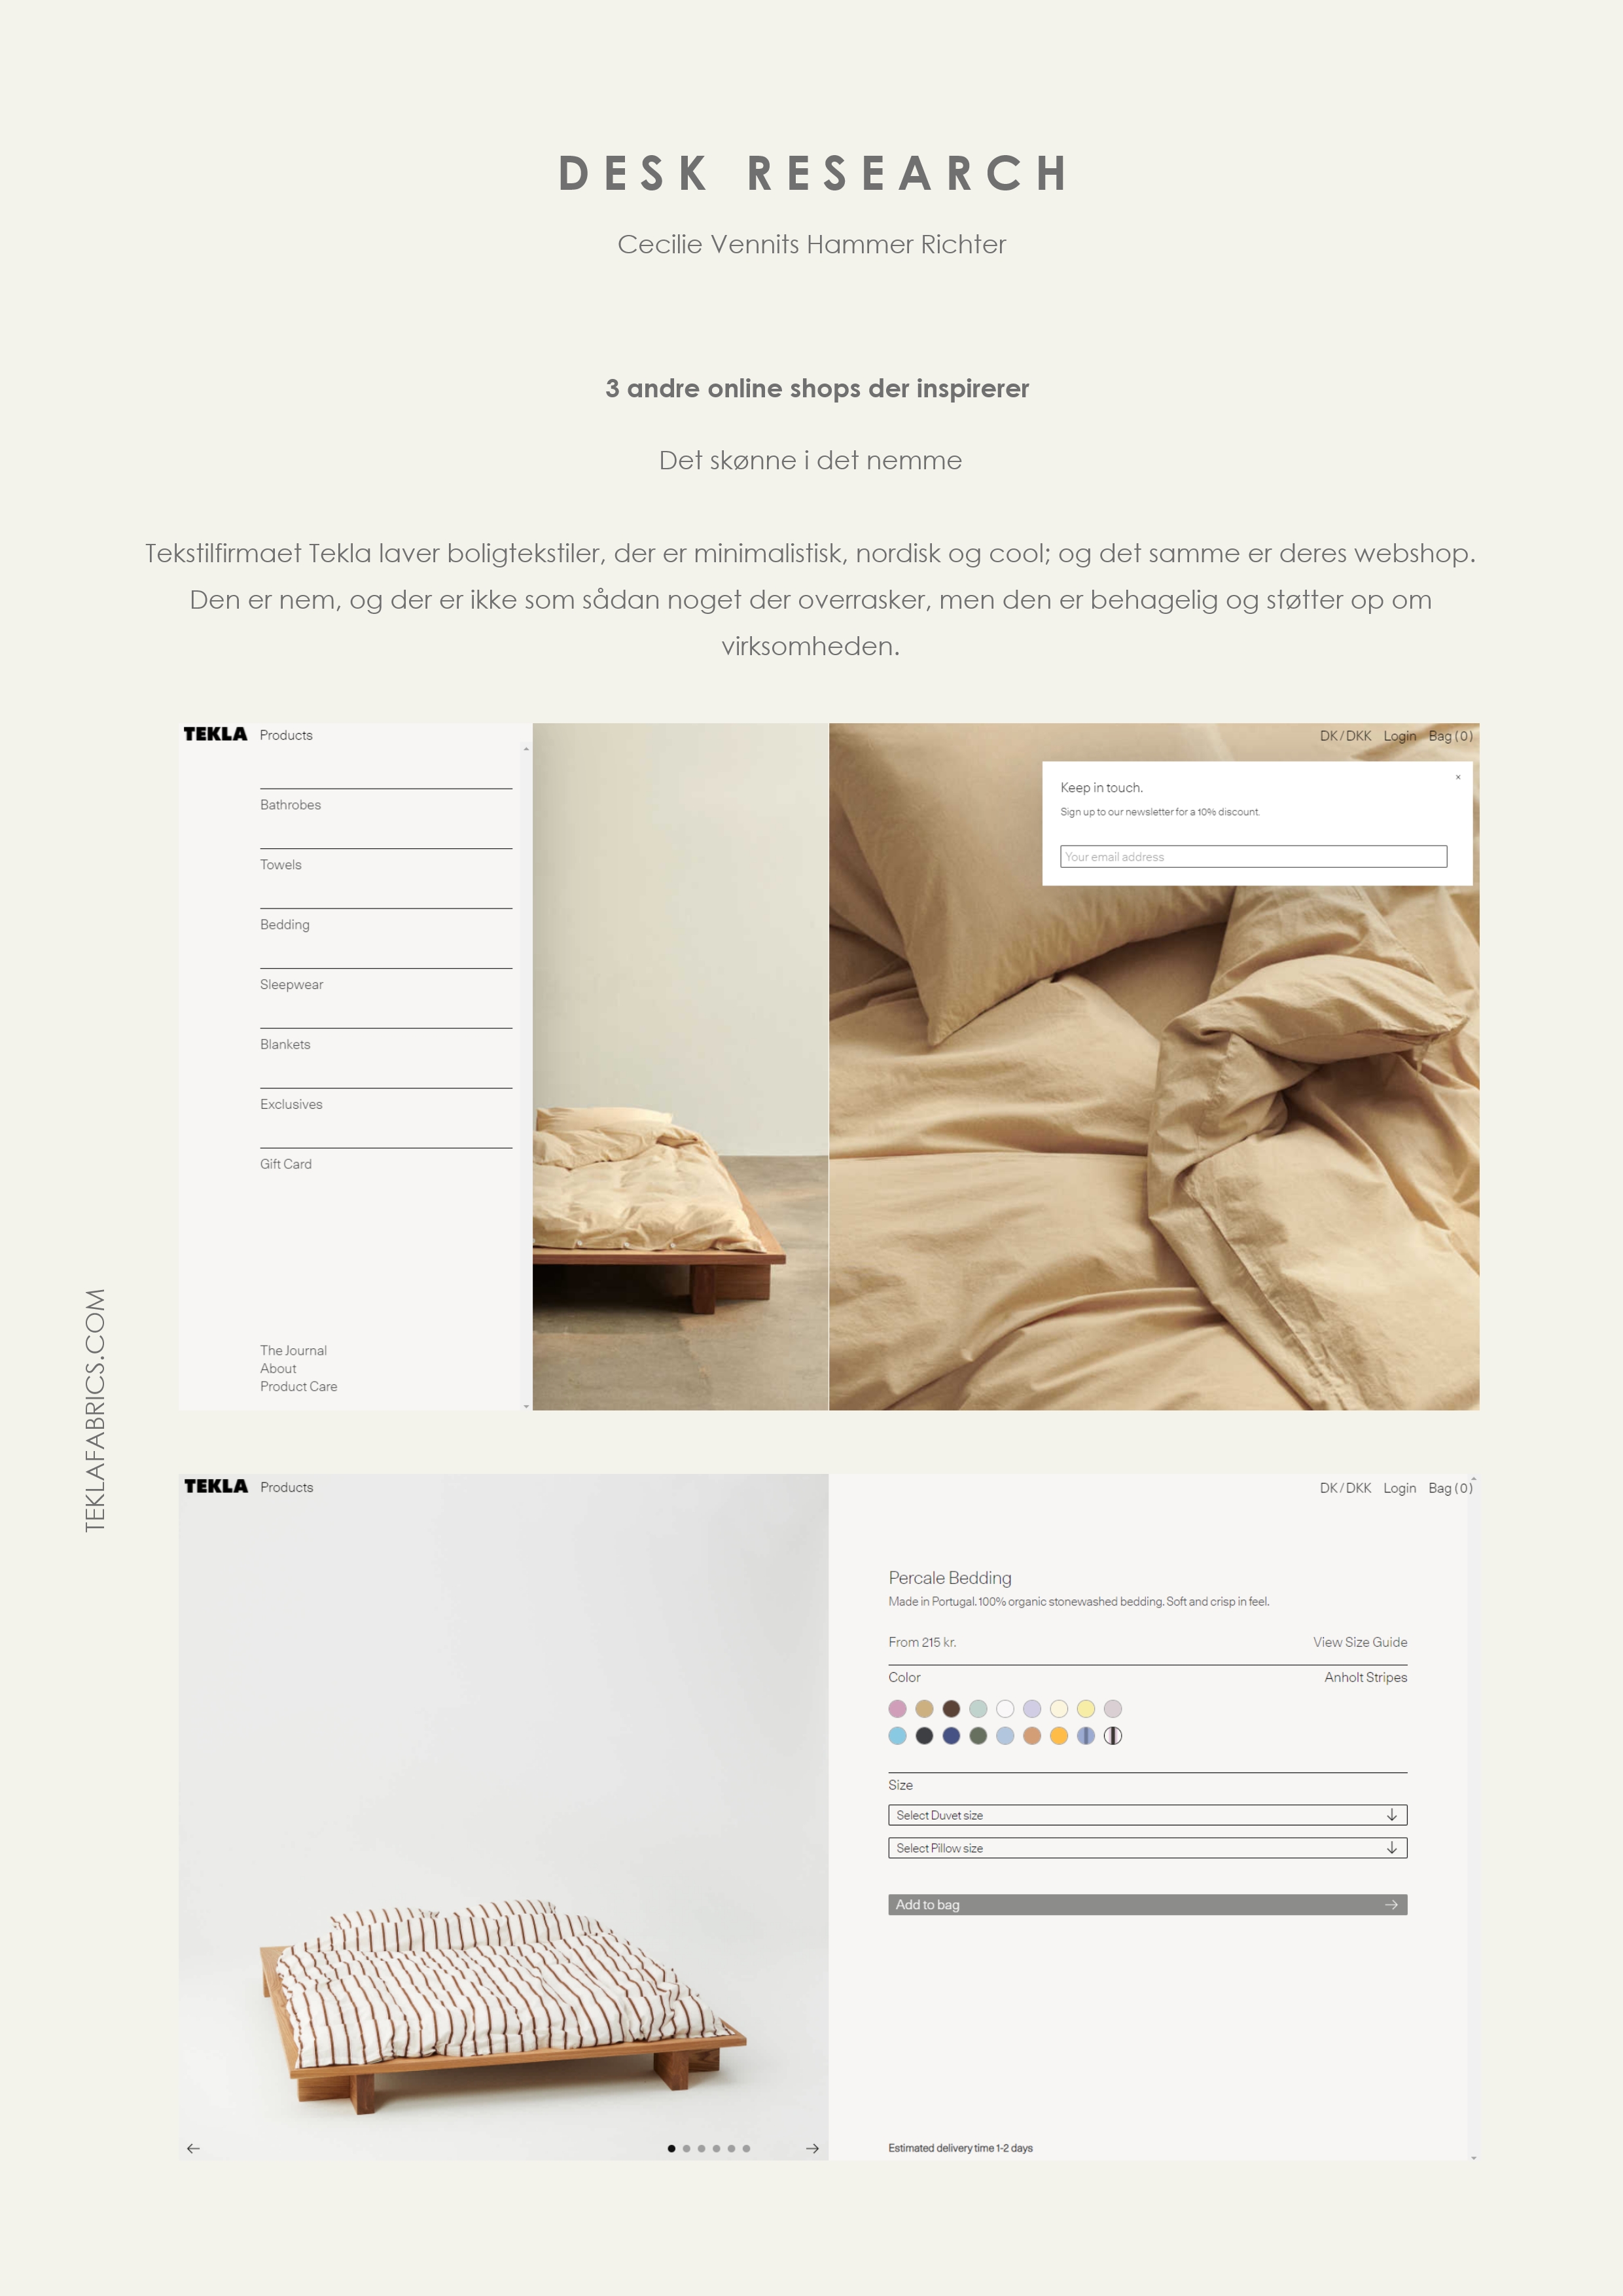 DESK RESEARCH
Cecilie Vennits Hammer Richter
3 andre online shops der inspirerer
Det skønne i det nemme
Tekstilfirmaet Tekla laver boligtekstiler, der er minimalistisk, nordisk og cool; og det samme er deres webshop.
Den er nem, og der er ikke som sådan noget der overrasker, men den er behagelig og støtter op om
virksomheden.
TEKLAFABRICS.COM
TEKLA Products
DK/DKK Login Bag (0)
Bathrobes
Towels
Bedding
Sleepwear
Blankets
Exclusives
Gift Card
The Journal
About
Product Care
×
Keep in touch.
Sign up to our newsletter for a 10% discount.
Your email address
TEKLA Products
DK/DKK Login Bag (0)
Percale Bedding
Made in Portugal. 100% organic stonewashed bedding. Soft and crisp in feel.
From 215 kr. View Size Guide
Color Anholt Stripes
Size
Select Duvet size
Select Pillow size
Add to bag
Estimated delivery time 1-2 days